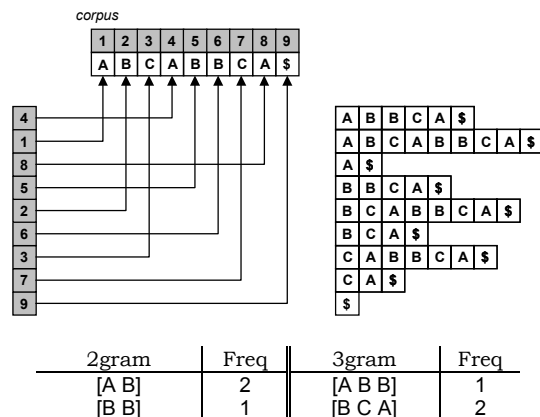 corpus
1 2 3 4 5 6 7 8 9
A B C A B B C A $
4 A B B C A $
1 A B C A B B C A $
8 A $
5 B B C A $
2 B C A B B C A $
6 B C A $
3 C A B B C A $
7 C A $
9 $
2gram Freq 3gram Freq
[A B] 2 [A B B] 1
[B B] 1 [B C A] 2